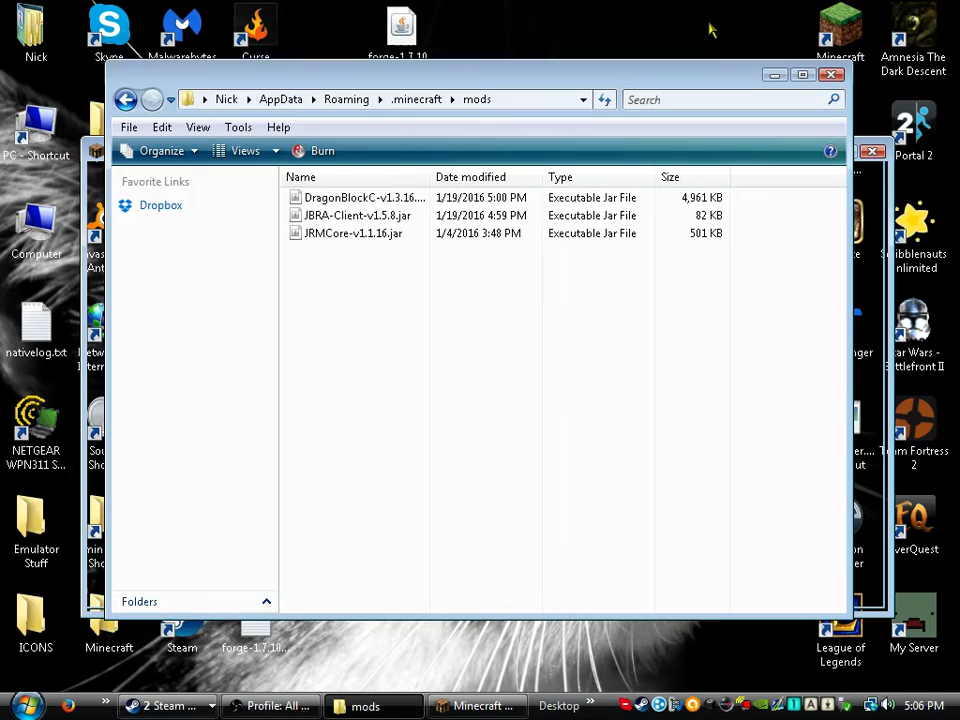 Nick
Skype
Malwarebytes
Curse
forge-1.7.10
Minecraft
Amnesia The
Dark Descent
Nick
AppData
Roaming
.minecraft
mods
Search
File
Edit
View
Tools
Help
Organize
Views
Burn
Favorite Links
Dropbox
Name
Date modified
Type
Size
DragonBlockC-v1.3.16.... 1/19/2016 5:00 PM Executable Jar File 4,961 KB
JBRA-Client-v1.5.8.jar 1/19/2016 4:59 PM Executable Jar File 82 KB
JRMCore-v1.1.16.jar 1/4/2016 3:48 PM Executable Jar File 501 KB
PC - Shortcut
Portal 2
Computer
Unlimited
nativelog.txt
Star Wars -
Battlefront II
NETGEAR
WPN311 S...
Team Fortress
2
Emulator
Stuff
Folders
ICONS
Minecraft
Steam
forge-1.7.10...
League of
Legends
My Server
2 Steam ...
Profile: All ...
mods
Minecraft ...
Desktop
5:06 PM